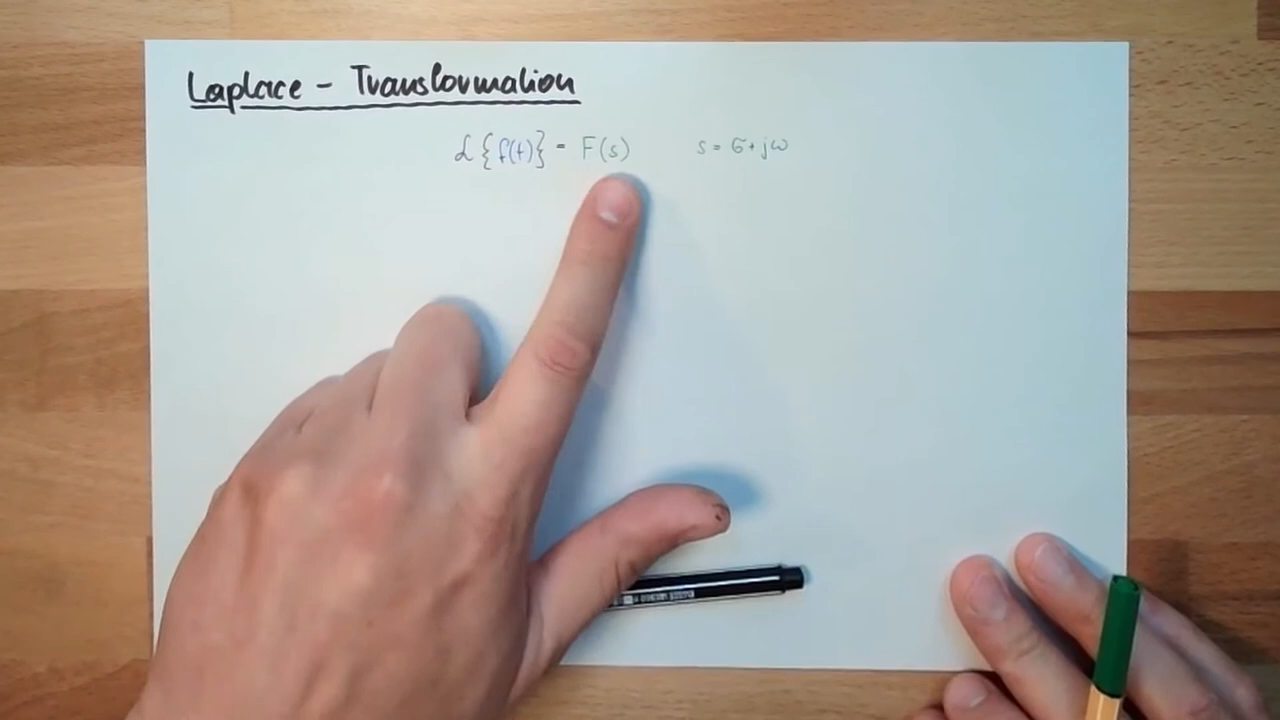 Laplace - Transformation
ℒ{f(t)} = F(s)    s = σ + jω